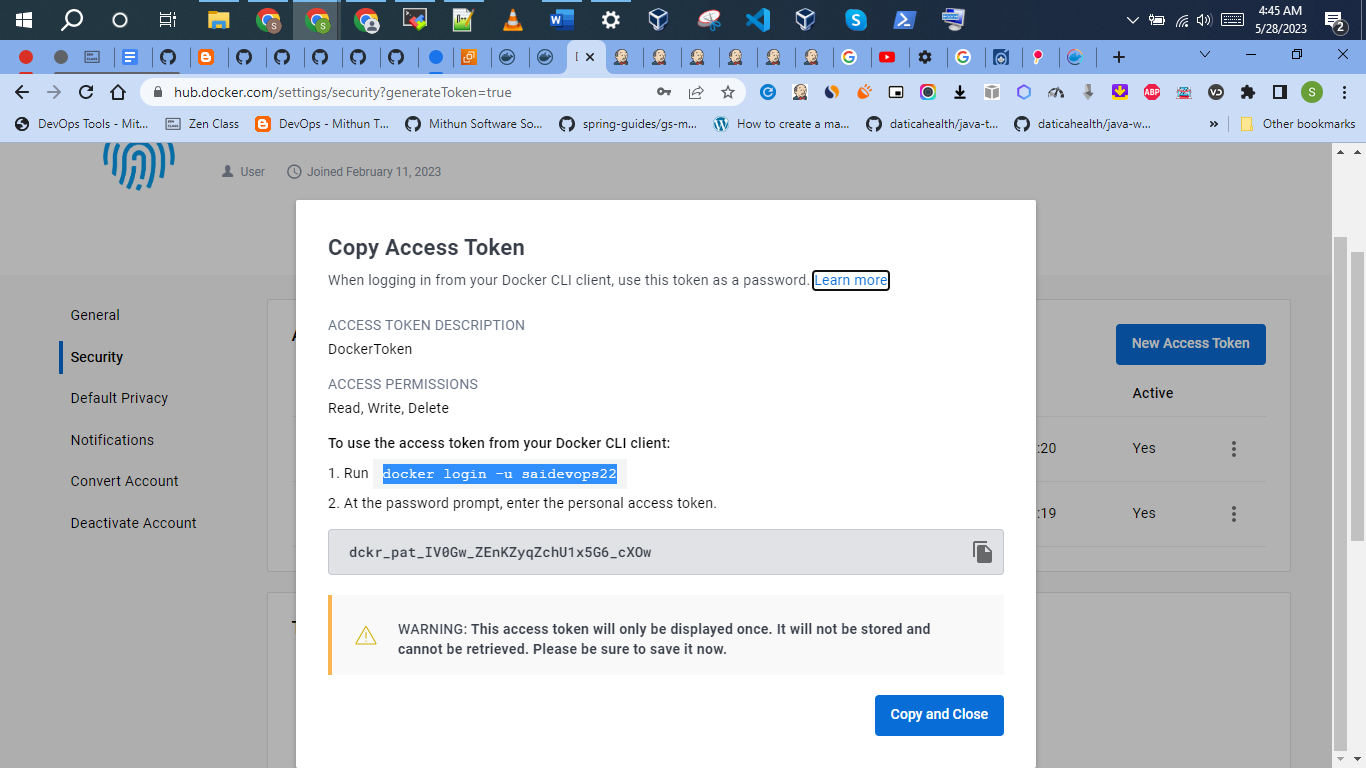 4:45 AM
5/28/2023
2
hub.docker.com/settings/security?generateToken=true
S
DevOps Tools - Mit...
Zen Class
DevOps - Mithun T...
Mithun Software So...
spring-guides/gs-m...
How to create a ma...
daticahealth/java-t...
daticahealth/java-w...
»
Other bookmarks
User
Joined February 11, 2023
General
Security
Default Privacy
Notifications
Convert Account
Deactivate Account
New Access Token
Active
:20
Yes
:19
Yes
Copy Access Token
When logging in from your Docker CLI client, use this token as a password. Learn more
ACCESS TOKEN DESCRIPTION
DockerToken
ACCESS PERMISSIONS
Read, Write, Delete
To use the access token from your Docker CLI client:
1. Run docker login -u saidevops22
2. At the password prompt, enter the personal access token.
dckr_pat_IV0Gw_ZEnKZyqZchU1x5G6_cXOw
WARNING: This access token will only be displayed once. It will not be stored and
cannot be retrieved. Please be sure to save it now.
Copy and Close